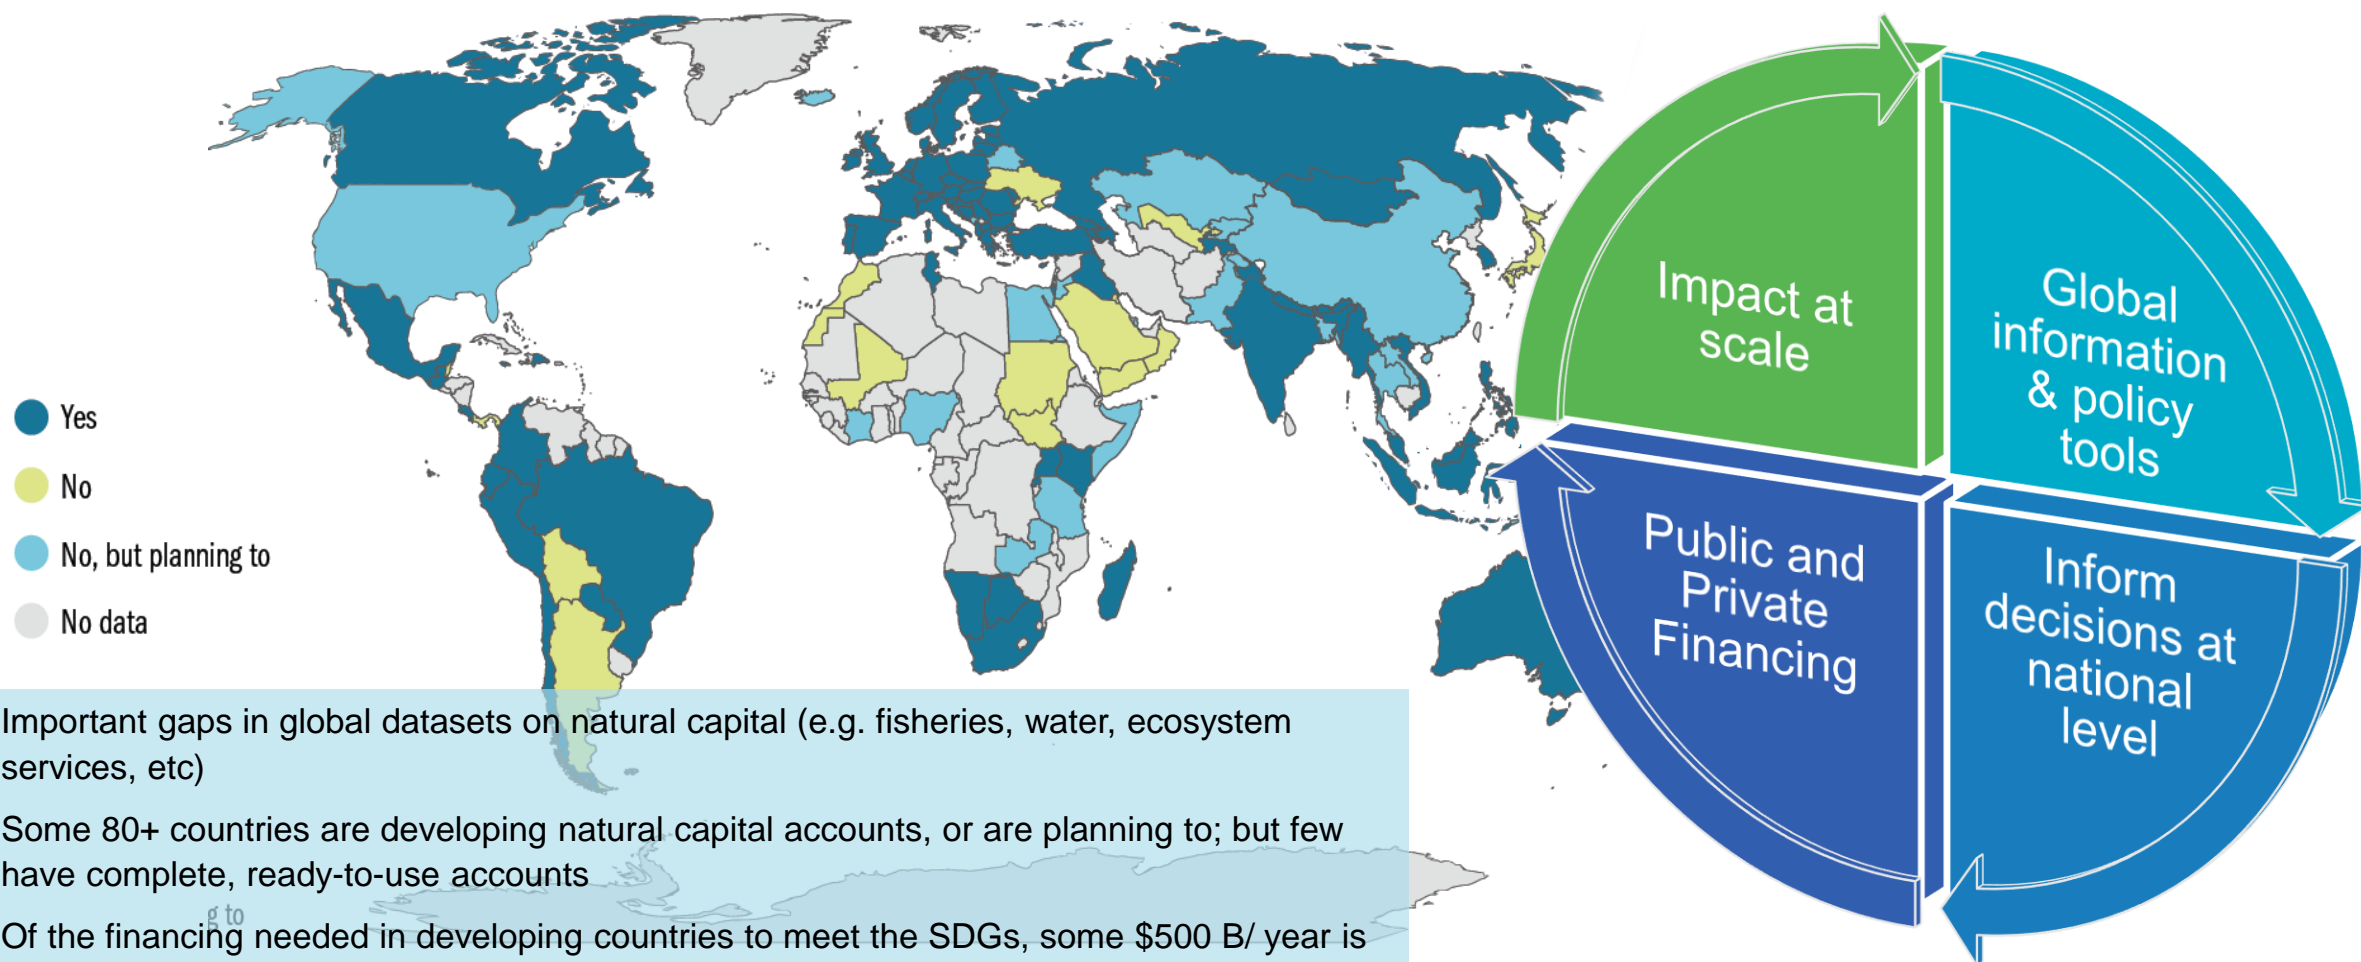 Yes
No
No, but planning to
No data
Impact at
scale
Global
information
& policy
tools
Public and
Private
Financing
Inform
decisions at
national
level
Important gaps in global datasets on natural capital (e.g. fisheries, water, ecosystem
services, etc)
Some 80+ countries are developing natural capital accounts, or are planning to; but few
have complete, ready-to-use accounts
g to
Of the financing needed in developing countries to meet the SDGs, some $500 B/ year is